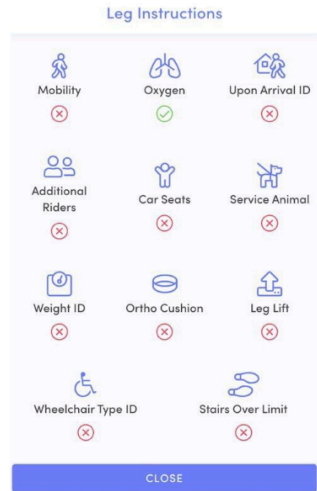 Leg Instructions
Mobility
Oxygen
Upon Arrival ID
Additional
Riders
Car Seats
Service Animal
Weight ID
Ortho Cushion
Leg Lift
Wheelchair Type ID
Stairs Over Limit
CLOSE